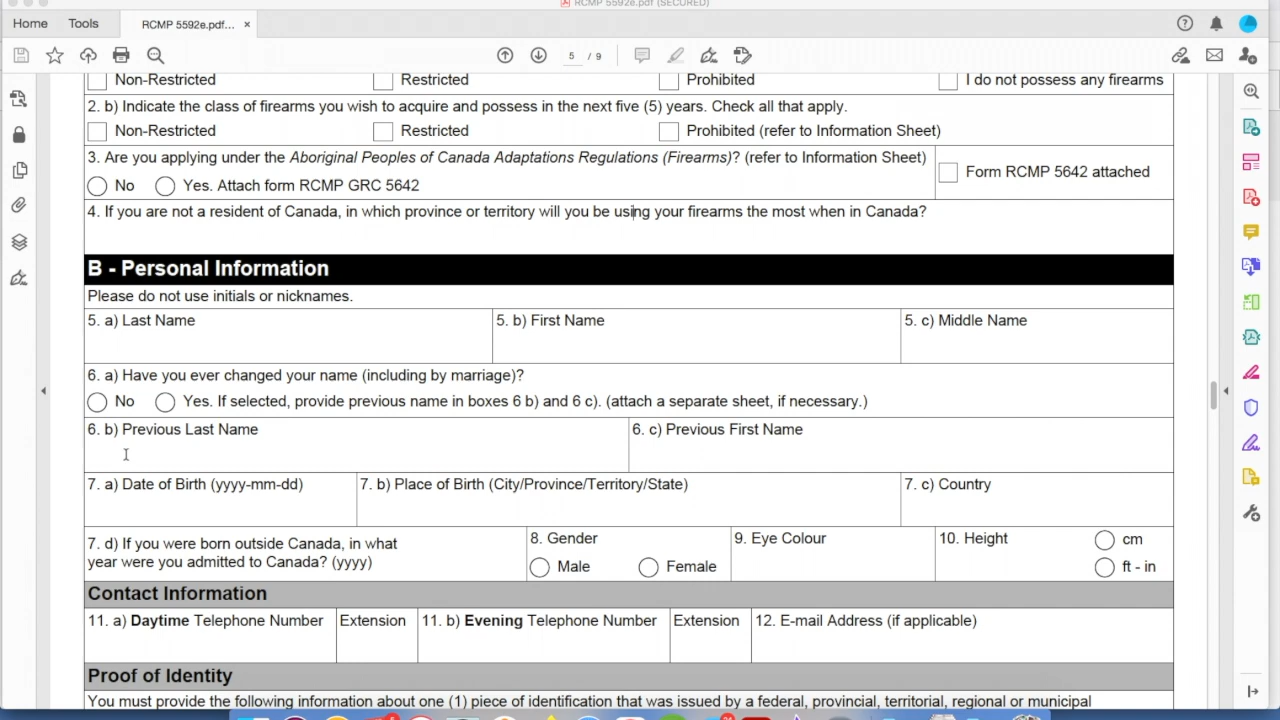 RCMP 5592e.pdf (SECURED)
Home Tools RCMP 5592e.pdf... ×
5 / 9
Non-Restricted Restricted Prohibited I do not possess any firearms
2. b) Indicate the class of firearms you wish to acquire and possess in the next five (5) years. Check all that apply.
Non-Restricted Restricted Prohibited (refer to Information Sheet)
3. Are you applying under the Aboriginal Peoples of Canada Adaptations Regulations (Firearms)? (refer to Information Sheet)
Form RCMP 5642 attached
No Yes. Attach form RCMP GRC 5642
4. If you are not a resident of Canada, in which province or territory will you be using your firearms the most when in Canada?
B - Personal Information
Please do not use initials or nicknames.
5. a) Last Name 5. b) First Name 5. c) Middle Name
6. a) Have you ever changed your name (including by marriage)?
No Yes. If selected, provide previous name in boxes 6 b) and 6 c). (attach a separate sheet, if necessary.)
6. b) Previous Last Name 6. c) Previous First Name
7. a) Date of Birth (yyyy-mm-dd) 7. b) Place of Birth (City/Province/Territory/State) 7. c) Country
7. d) If you were born outside Canada, in what
year were you admitted to Canada? (yyyy)
8. Gender
Male Female
9. Eye Colour
10. Height cm
ft - in
Contact Information
11. a) Daytime Telephone Number Extension 11. b) Evening Telephone Number Extension 12. E-mail Address (if applicable)
Proof of Identity
You must provide the following information about one (1) piece of identification that was issued by a federal, provincial, territorial, regional or municipal